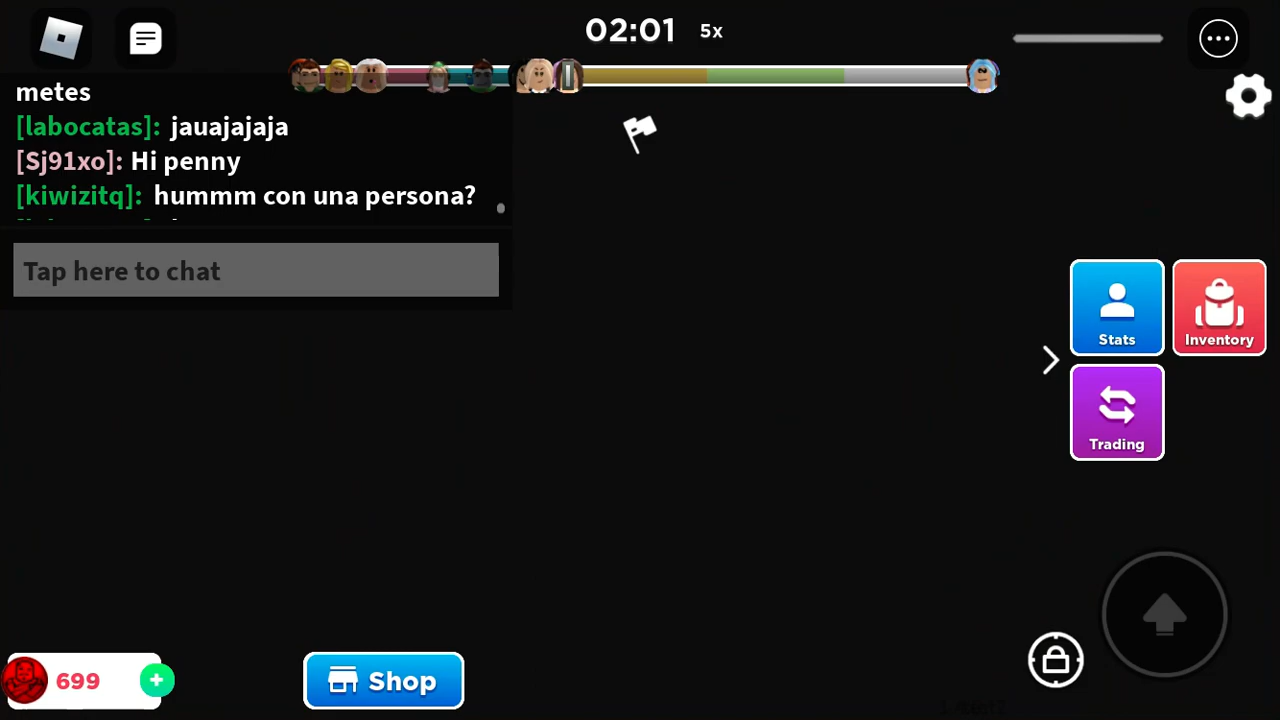 02:01 5x
metes
[labocatas]: jauajajaja
[Sj91xo]: Hi penny
[kiwizitq]: hummm con una persona?
Tap here to chat
Stats
Inventory
Trading
699
Shop